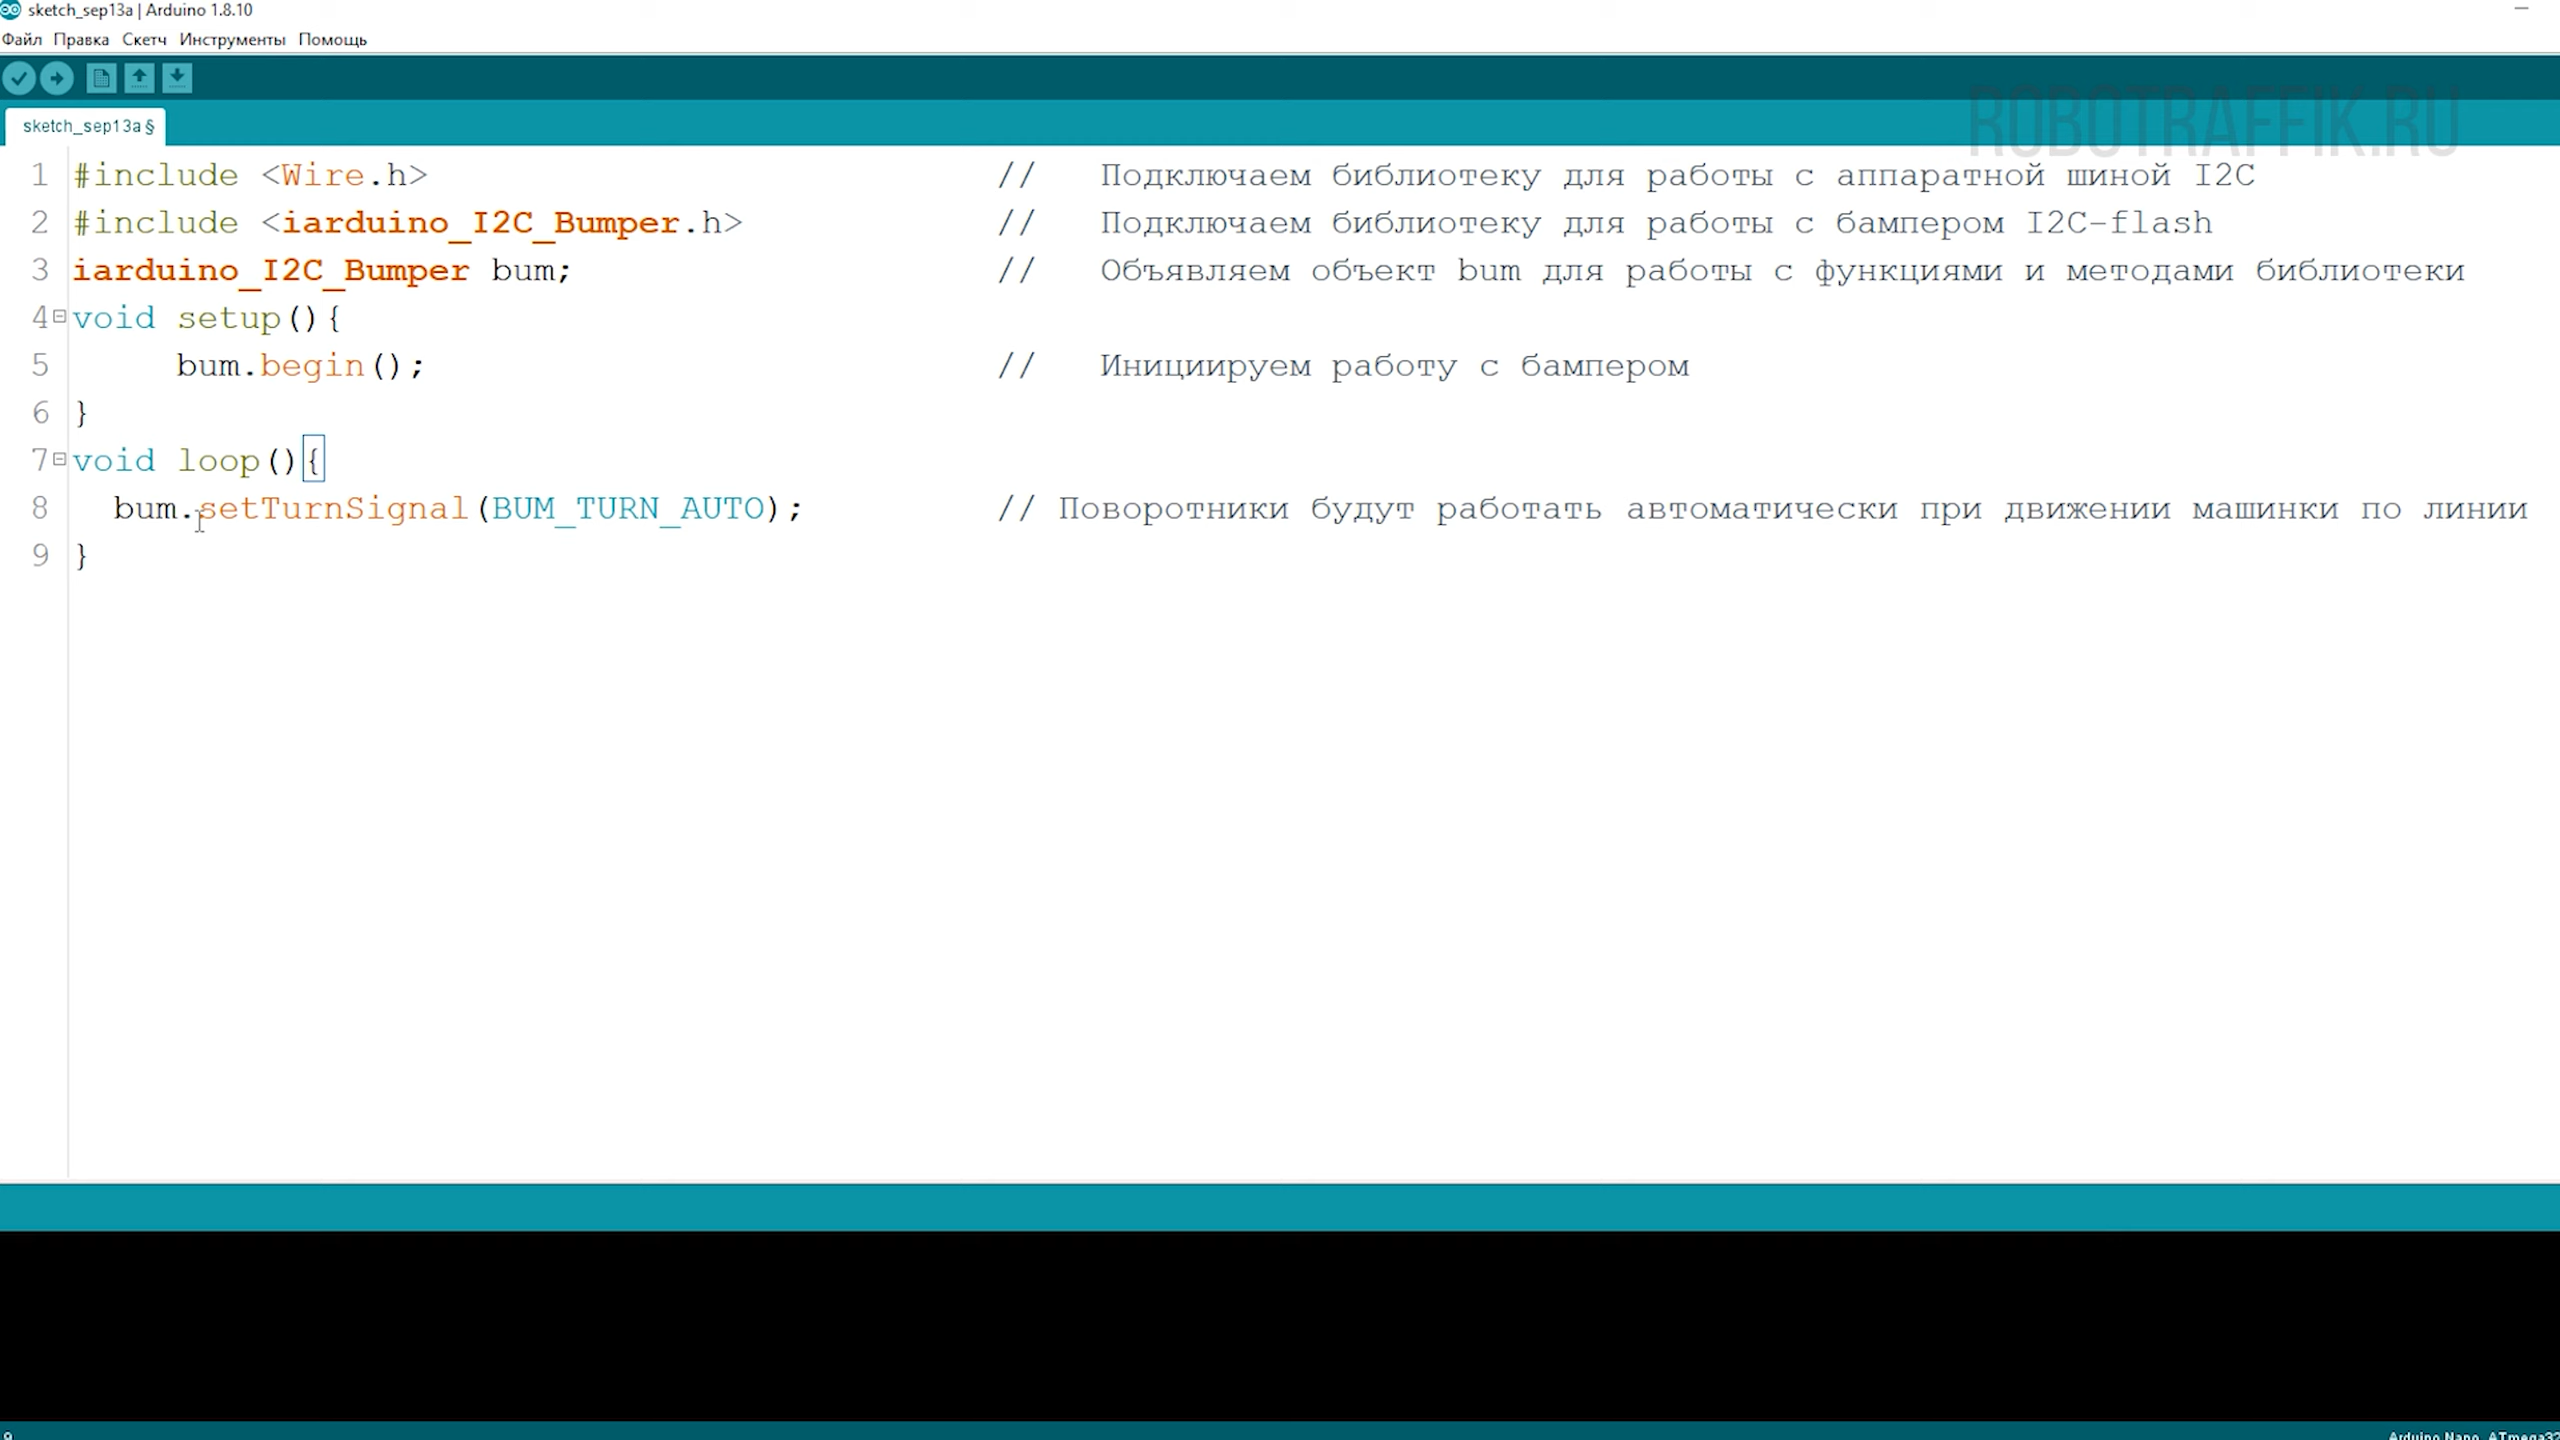 sketch_sep13a | Arduino 1.8.10
Файл Правка Скетч Инструменты Помощь
ROBOTRAFFIK.RU
sketch_sep13a §
1 #include <Wire.h> // Подключаем библиотеку для работы с аппаратной шиной I2C
2 #include <iarduino_I2C_Bumper.h> // Подключаем библиотеку для работы с бампером I2C-flash
3 iarduino_I2C_Bumper bum; // Объявляем объект bum для работы с функциями и методами библиотеки
4 void setup(){
5 bum.begin(); // Инициируем работу с бампером
6 }
7 void loop(){
8 bum.setTurnSignal(BUM_TURN_AUTO); // Поворотники будут работать автоматически при движении машинки по линии
9 }
9 Arduino Nano, ATmega32